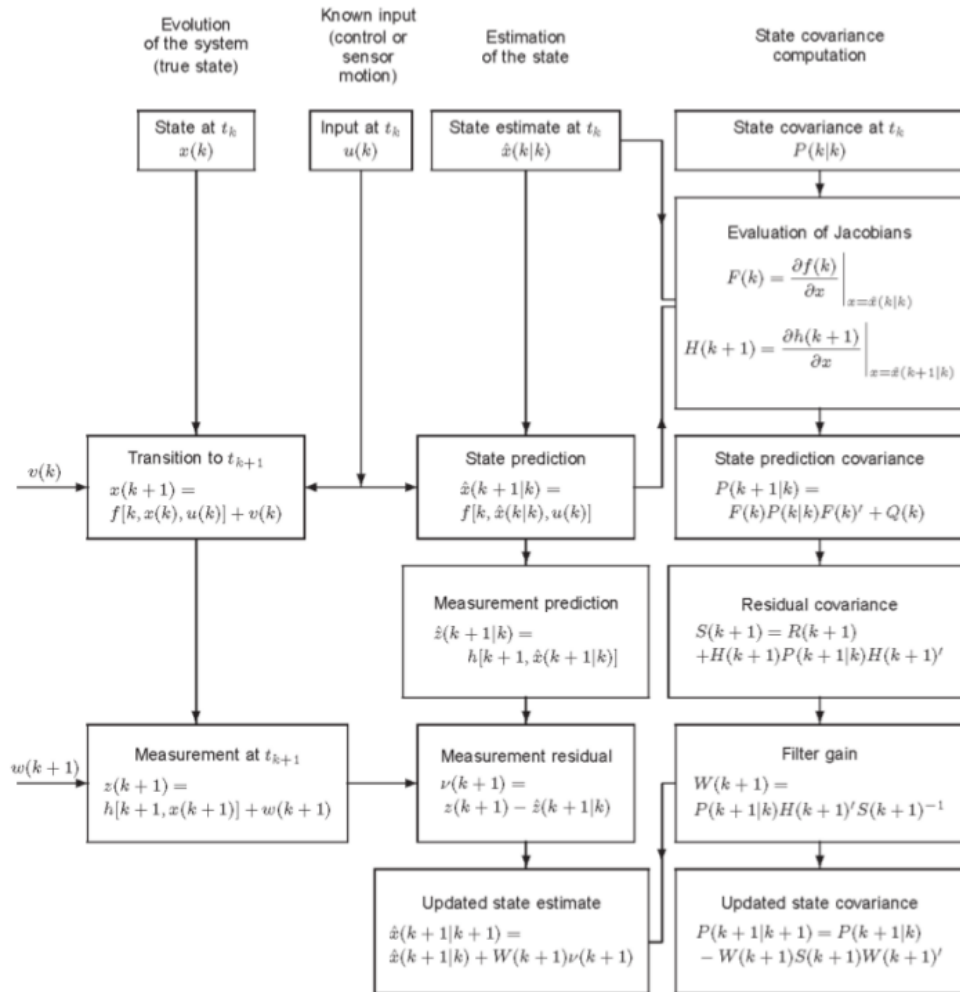 Evolution
of the system
(true state)
Known input
(control or
sensor
motion)
Estimation
of the state
State covariance
computation
State at t_k
x(k)
Input at t_k
u(k)
State estimate at t_k
x̂(k|k)
State covariance at t_k
P(k|k)
Evaluation of Jacobians
F(k) = ∂f(k)/∂x |_{x=x̂(k|k)}
H(k+1) = ∂h(k+1)/∂x |_{x=x̂(k+1|k)}
v(k)
Transition to t_{k+1}
x(k+1) =
f[k, x(k), u(k)] + v(k)
State prediction
x̂(k+1|k) =
f[k, x̂(k|k), u(k)]
State prediction covariance
P(k+1|k) =
F(k)P(k|k)F(k)′ + Q(k)
Measurement prediction
ẑ(k+1|k) =
h[k+1, x̂(k+1|k)]
Residual covariance
S(k+1) = R(k+1)
+H(k+1)P(k+1|k)H(k+1)′
w(k+1)
Measurement at t_{k+1}
z(k+1) =
h[k+1, x(k+1)] + w(k+1)
Measurement residual
ν(k+1) =
z(k+1) − ẑ(k+1|k)
Filter gain
W(k+1) =
P(k+1|k)H(k+1)′S(k+1)⁻¹
Updated state estimate
x̂(k+1|k+1) =
x̂(k+1|k) + W(k+1)ν(k+1)
Updated state covariance
P(k+1|k+1) = P(k+1|k)
− W(k+1)S(k+1)W(k+1)′